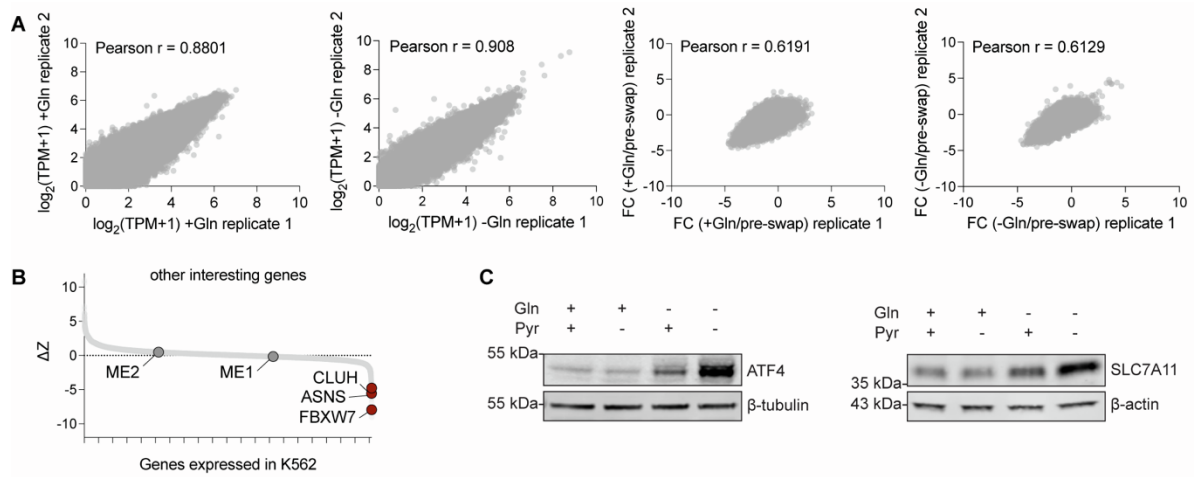 A
Pearson r = 0.8801
log2(TPM+1) +Gln replicate 2
10
8
6
4
2
0
0 2 4 6 8 10
log2(TPM+1) +Gln replicate 1
Pearson r = 0.908
log2(TPM+1) -Gln replicate 2
10
8
6
4
2
0
0 2 4 6 8 10
log2(TPM+1) -Gln replicate 1
Pearson r = 0.6191
FC (+Gln/pre-swap) replicate 2
10
5
0
-5
-10
-10 -5 0 5 10
FC (+Gln/pre-swap) replicate 1
Pearson r = 0.6129
FC (-Gln/pre-swap) replicate 2
10
5
0
-5
-10
-10 -5 0 5 10
FC (-Gln/pre-swap) replicate 1
B
other interesting genes
ΔZ
10
5
0
-5
-10
ME2
ME1
CLUH
ASNS
FBXW7
Genes expressed in K562
C
Gln + + - -
Pyr + - + -
55 kDa
ATF4
55 kDa
β-tubulin
Gln + + - -
Pyr + - + -
SLC7A11
35 kDa
43 kDa
β-actin